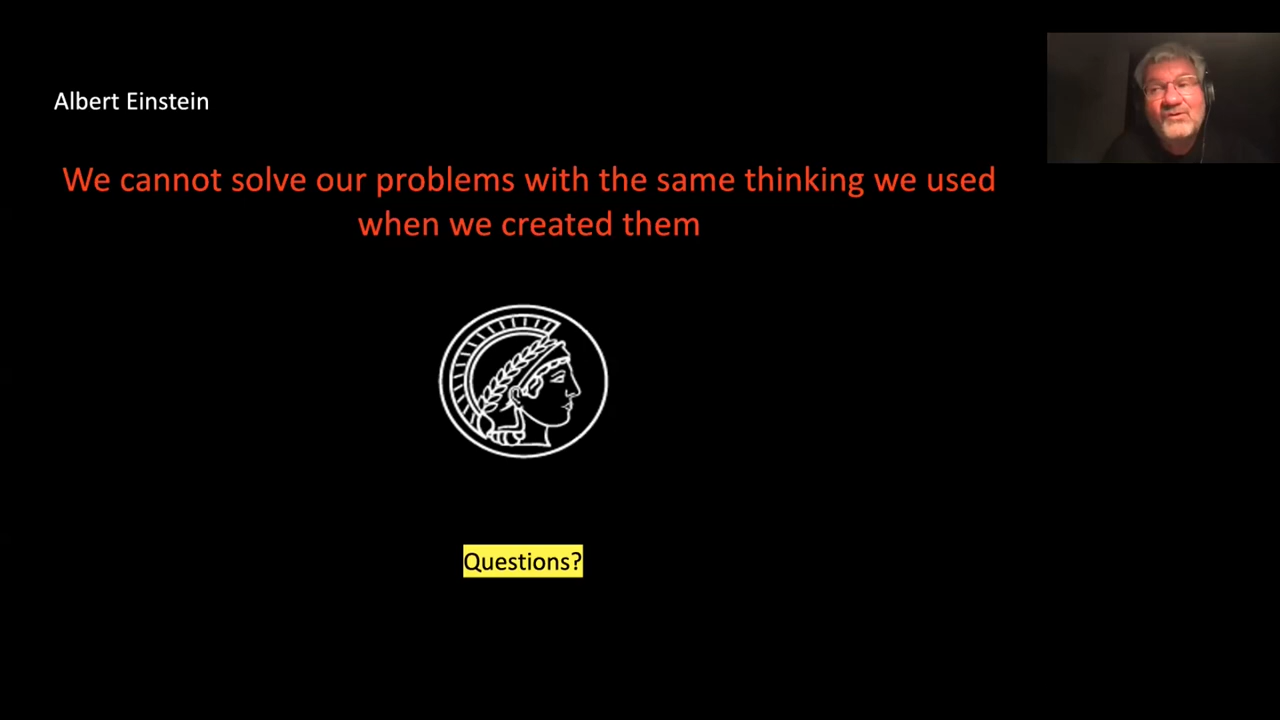 Albert Einstein
We cannot solve our problems with the same thinking we used
when we created them
Questions?